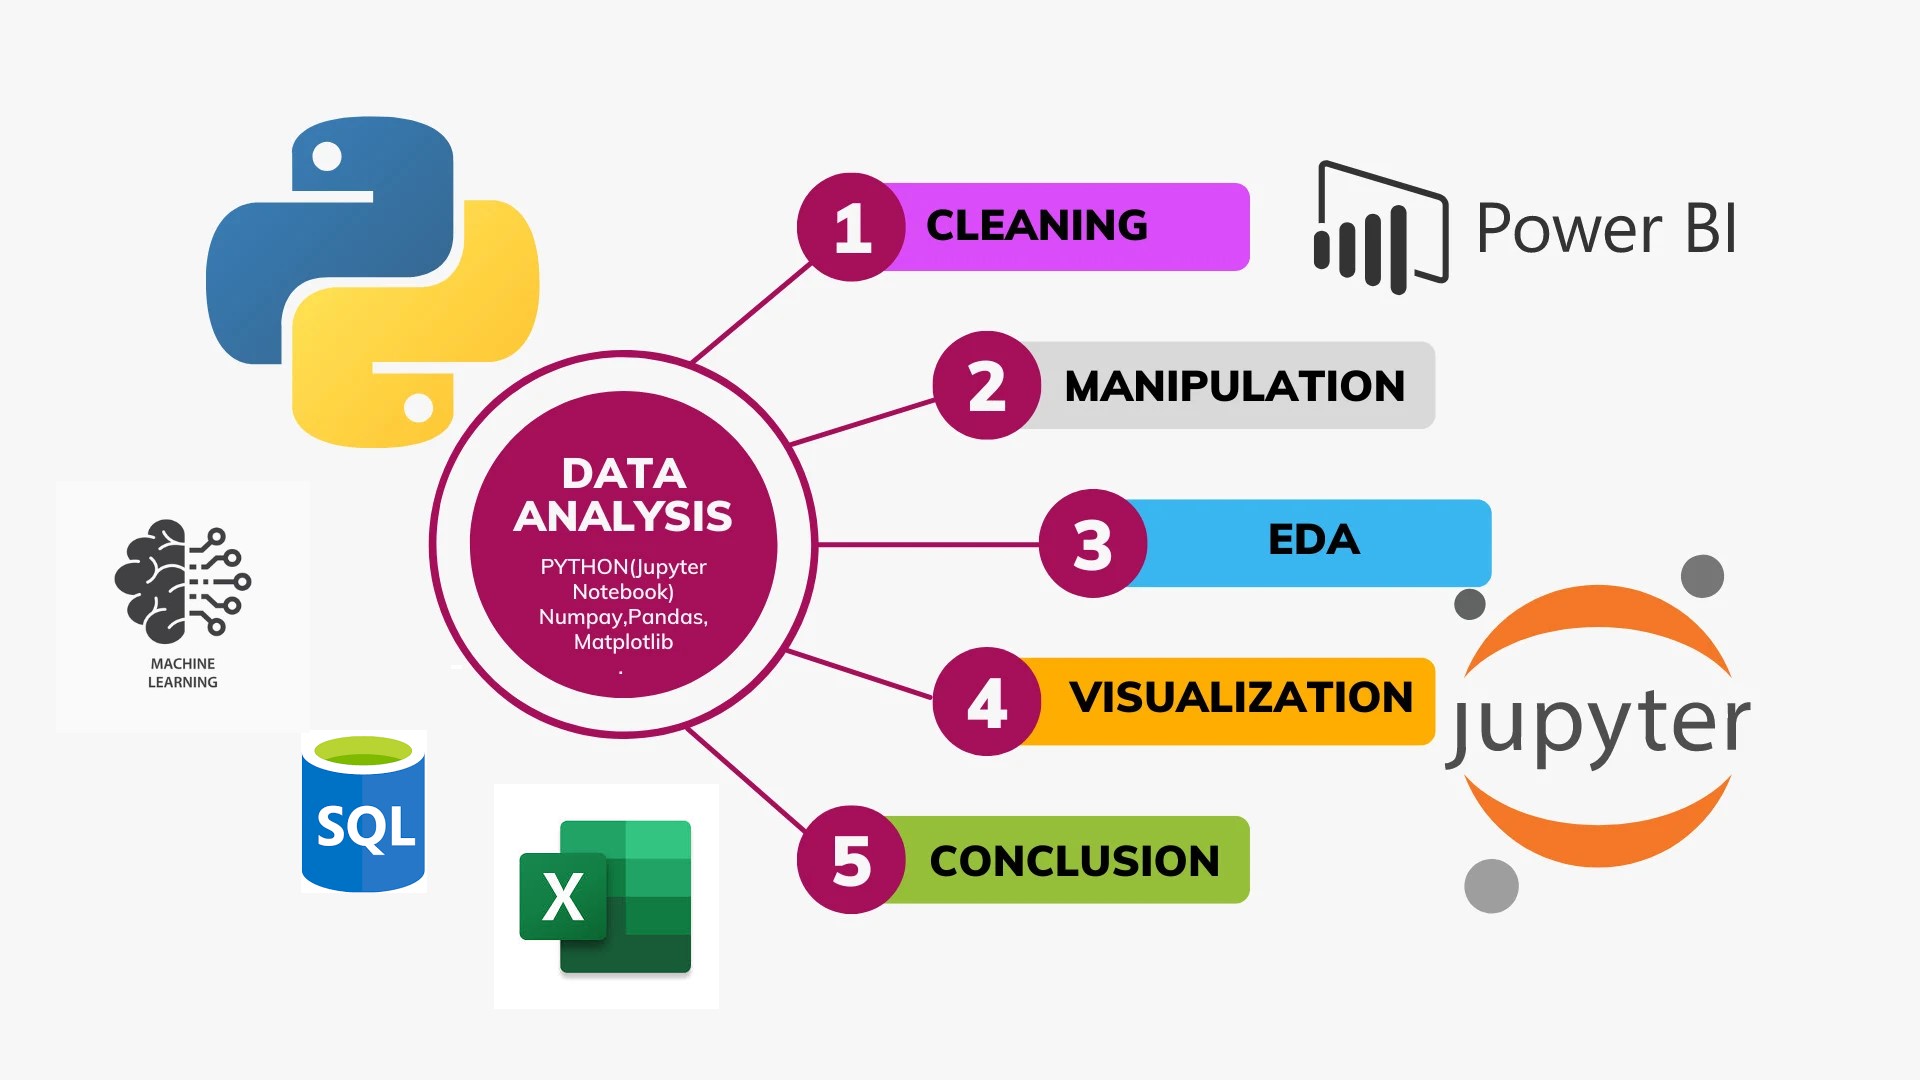 1 CLEANING
Power BI
2 MANIPULATION
DATA
ANALYSIS
PYTHON(Jupyter
Notebook)
Numpay,Pandas,
Matplotlib
.
3 EDA
4 VISUALIZATION
jupyter
5 CONCLUSION
MACHINE
LEARNING
SQL
X